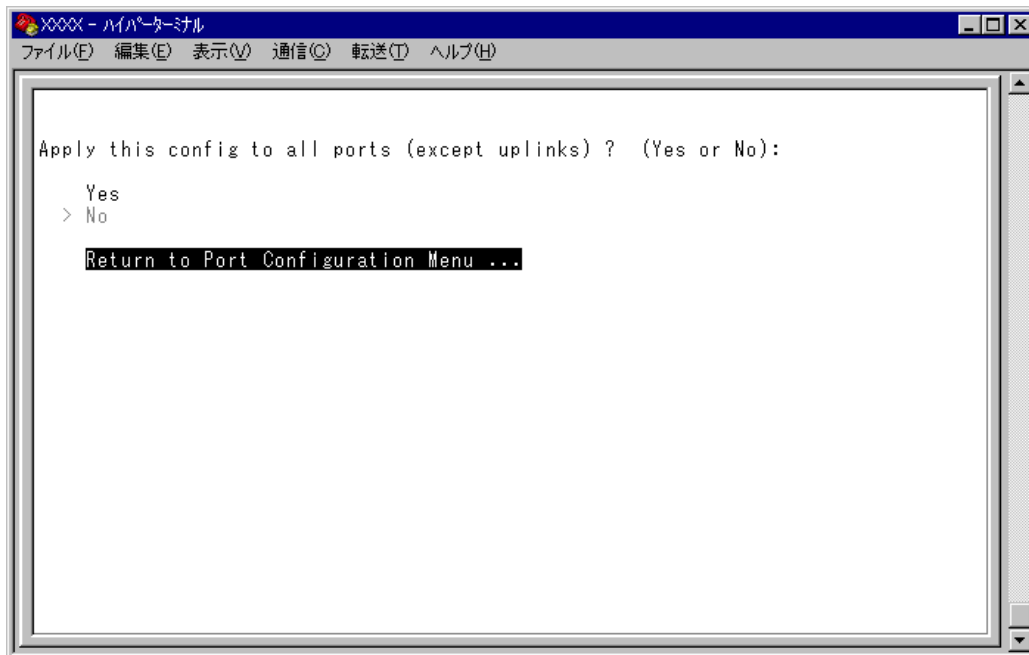 XXXX - ﾊｲﾊﾟｰﾀｰﾐﾅﾙ
ファイル(F) 編集(E) 表示(V) 通信(C) 転送(T) ヘルプ(H)
Apply this config to all ports (except uplinks) ? (Yes or No):
Yes
> No
Return to Port Configuration Menu ...